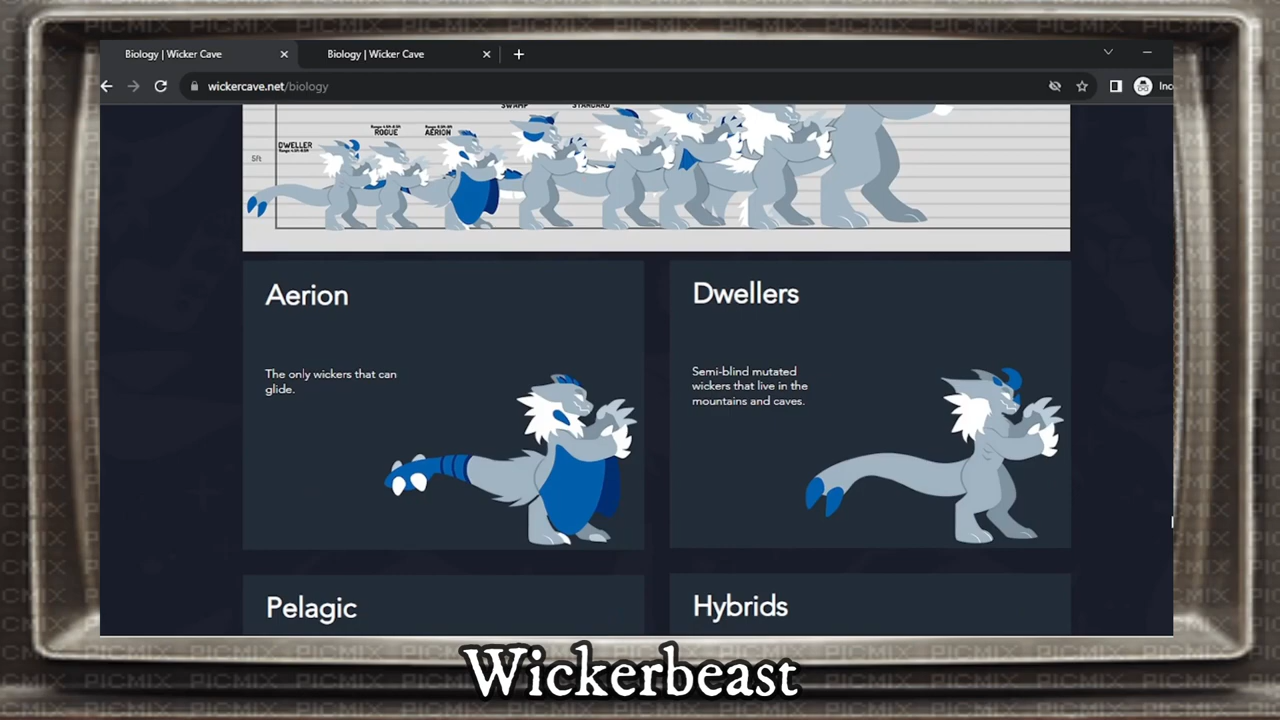 Biology | Wicker Cave
Biology | Wicker Cave
wickercave.net/biology
SWAMP
STANDARD
ROGUE
AERION
DWELLER
5ft
Aerion
The only wickers that can
glide.
Dwellers
Semi-blind mutated
wickers that live in the
mountains and caves.
Pelagic
Hybrids
Wickerbeast
PICMIX